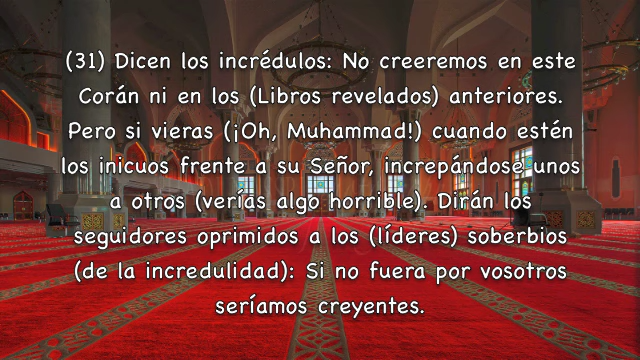 (31) Dicen los incrédulos: No creeremos en este
Corán ni en los (Libros revelados) anteriores.
Pero si vieras (¡Oh, Muhammad!) cuando estén
los inicuos frente a su Señor, increpándose unos
a otros (verías algo horrible). Dirán los
seguidores oprimidos a los (líderes) soberbios
(de la incredulidad): Si no fuera por vosotros
seríamos creyentes.